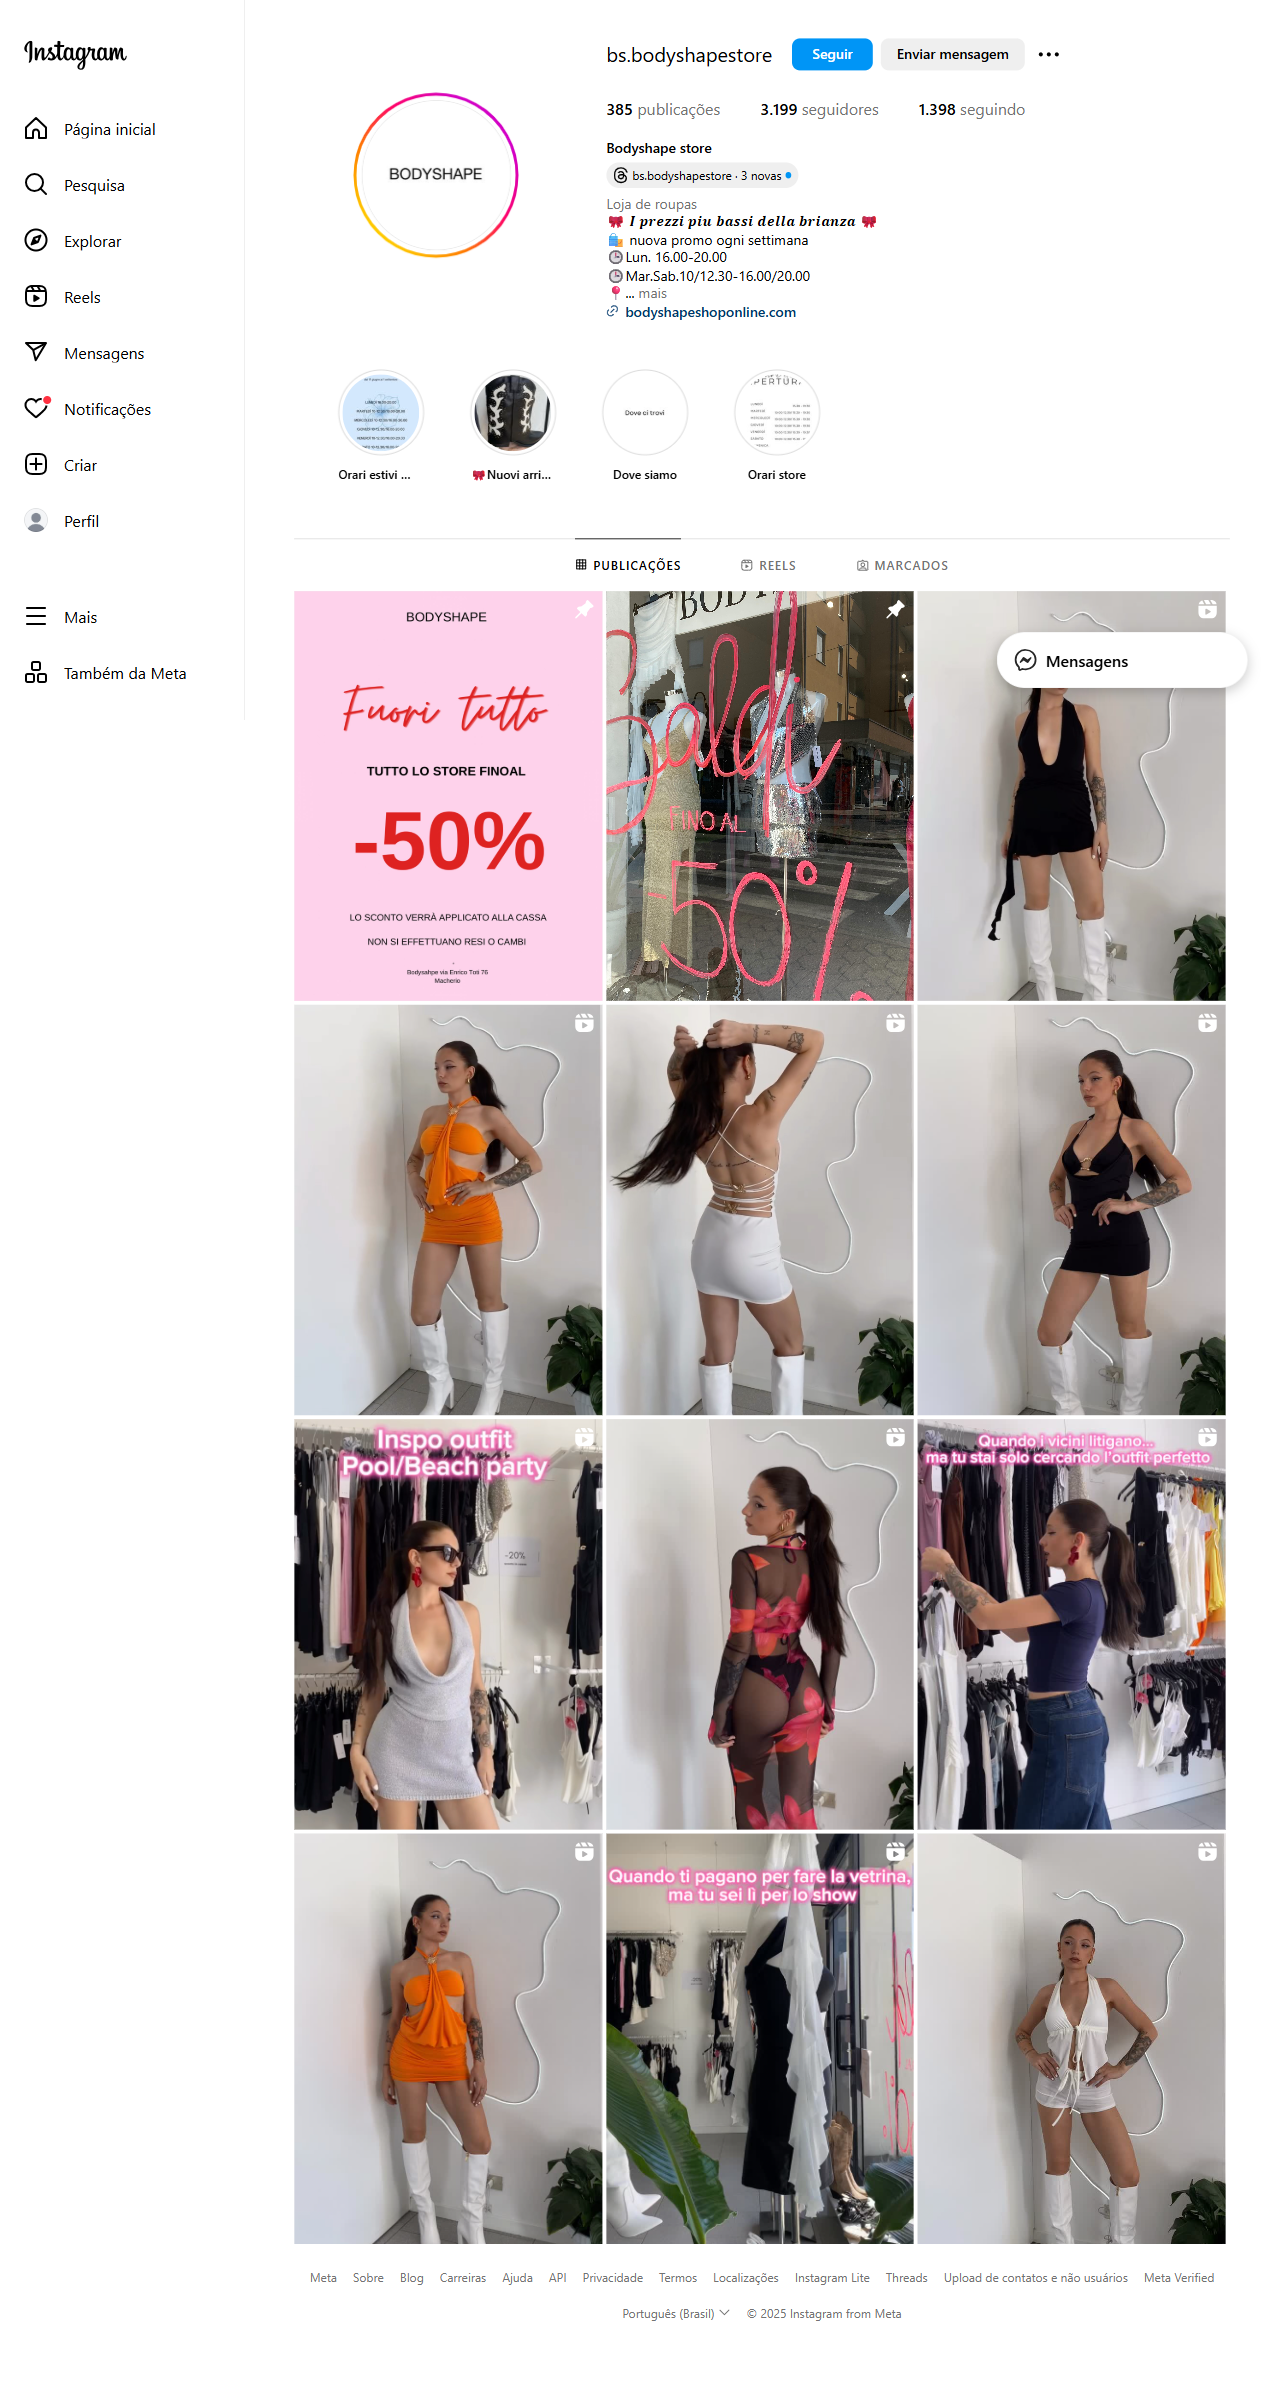 Instagram
Página inicial
Pesquisa
Explorar
Reels
Mensagens
Notificações
Criar
Perfil
Mais
Também da Meta
bs.bodyshapestore
Seguir
Enviar mensagem
385 publicações
3.199 seguidores
1.398 seguindo
BODYSHAPE
Bodyshape store
bs.bodyshapestore · 3 novas
Loja de roupas
🎀 I prezzi piu bassi della brianza 🎀
🛍️ nuova promo ogni settimana
🕒Lun. 16.00-20.00
🕒Mar.Sab.10/12.30-16.00/20.00
📍... mais
bodyshapeshoponline.com
Dove ci trovi
Orari estivi ...
🎀Nuovi arri...
Dove siamo
Orari store
PUBLICAÇÕES
REELS
MARCADOS
BODYSHAPE
Fuori tutto
TUTTO LO STORE FINOAL
-50%
LO SCONTO VERRÀ APPLICATO ALLA CASSA
NON SI EFFETTUANO RESI O CAMBI
Bodysahpe via Enrico Toti 76
Macherio
Saldi
FINO AL
-50%
Mensagens
Inspo outfit
Pool/Beach party
-20%
Quando i vicini litigano...
ma tu stai solo cercando l'outfit perfetto
Quando ti pagano per fare la vetrina,
ma tu sei lì per lo show
Meta
Sobre
Blog
Carreiras
Ajuda
API
Privacidade
Termos
Localizações
Instagram Lite
Threads
Upload de contatos e não usuários
Meta Verified
Português (Brasil)
© 2025 Instagram from Meta